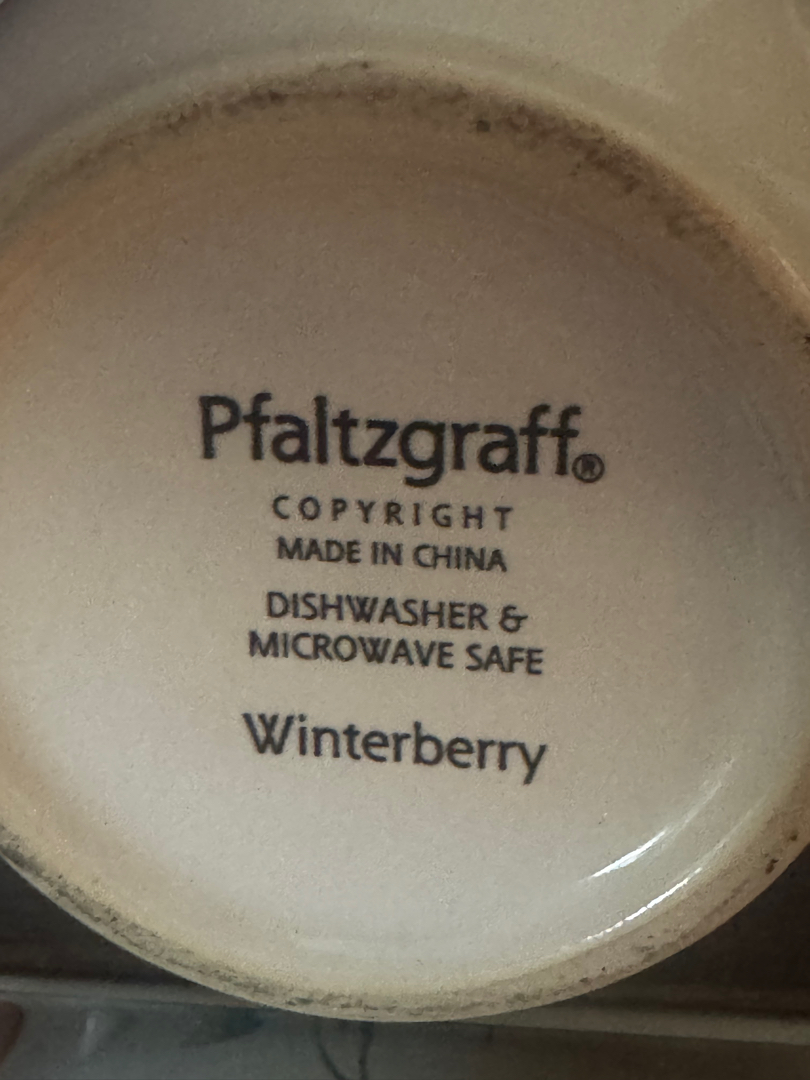 Pfaltzgraff®
COPYRIGHT
MADE IN CHINA
DISHWASHER &
MICROWAVE SAFE
Winterberry